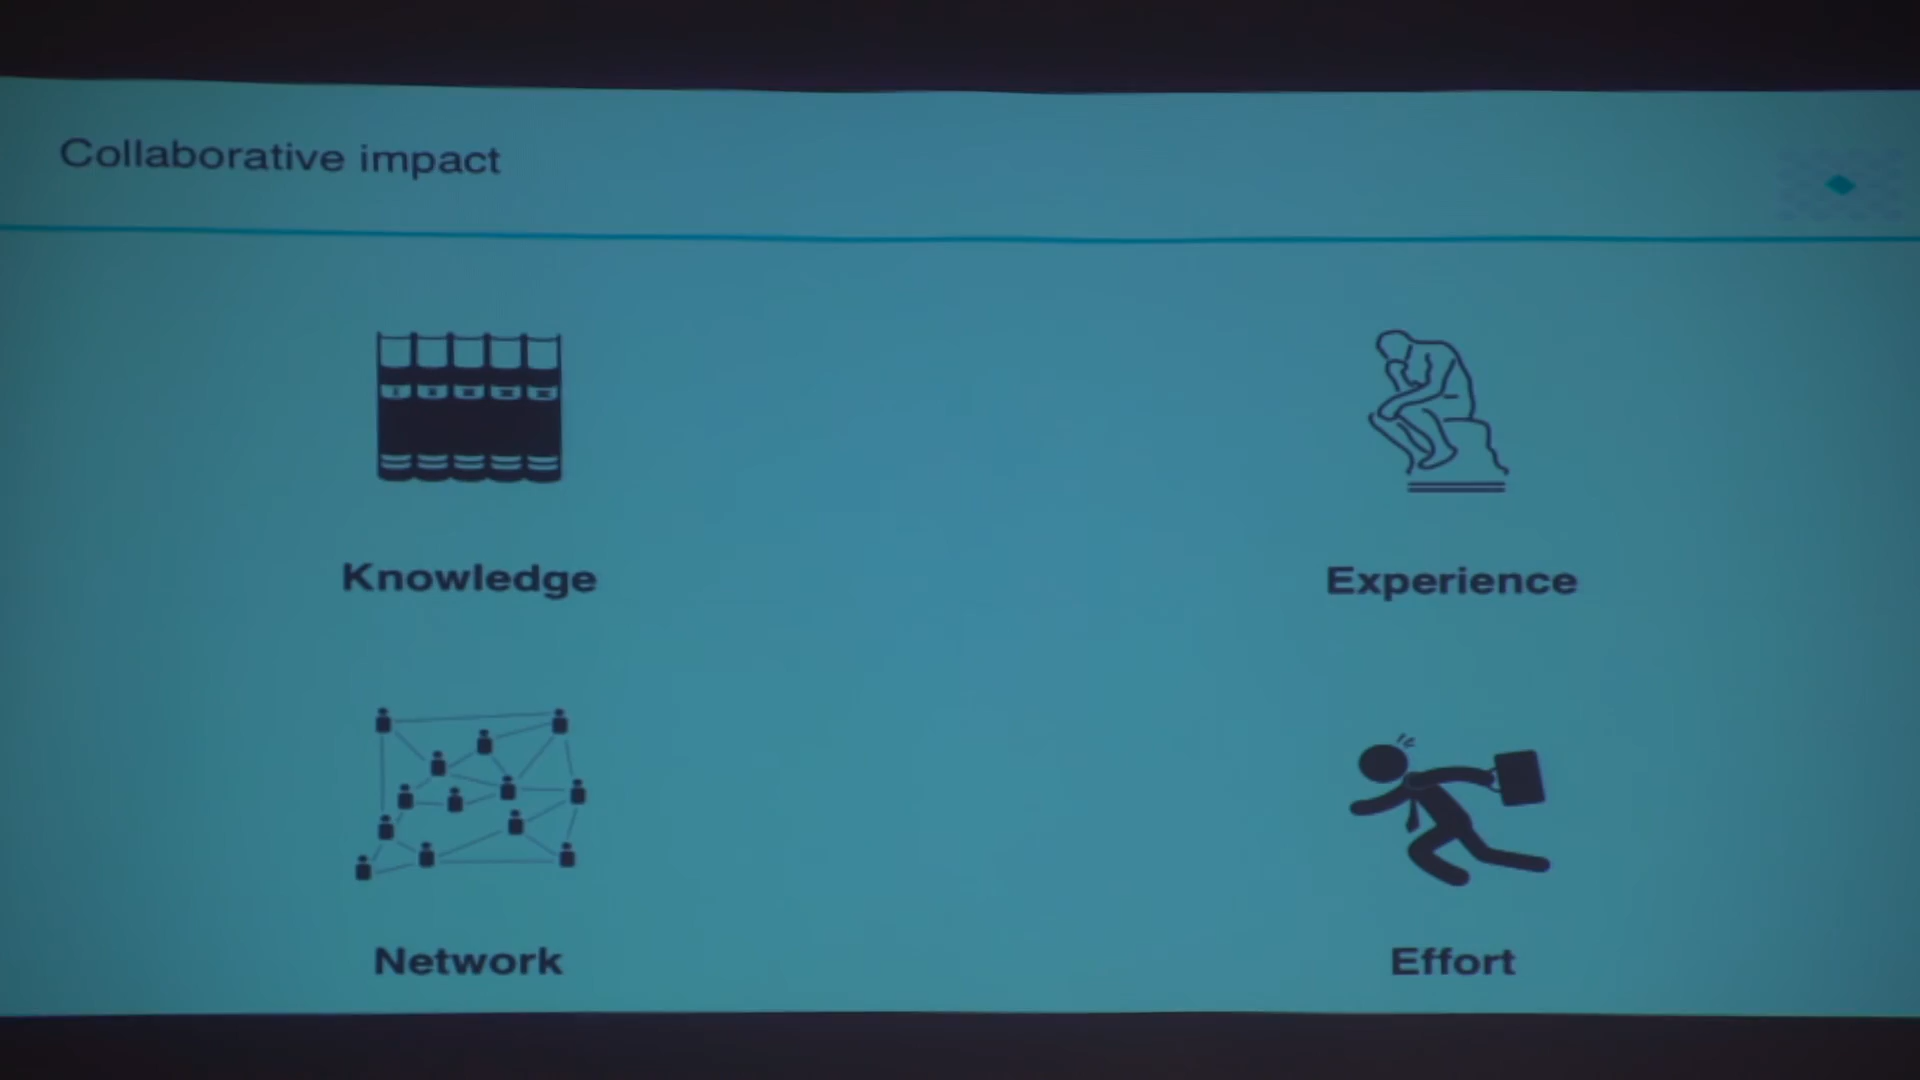 Collaborative impact
Knowledge
Experience
Network
Effort